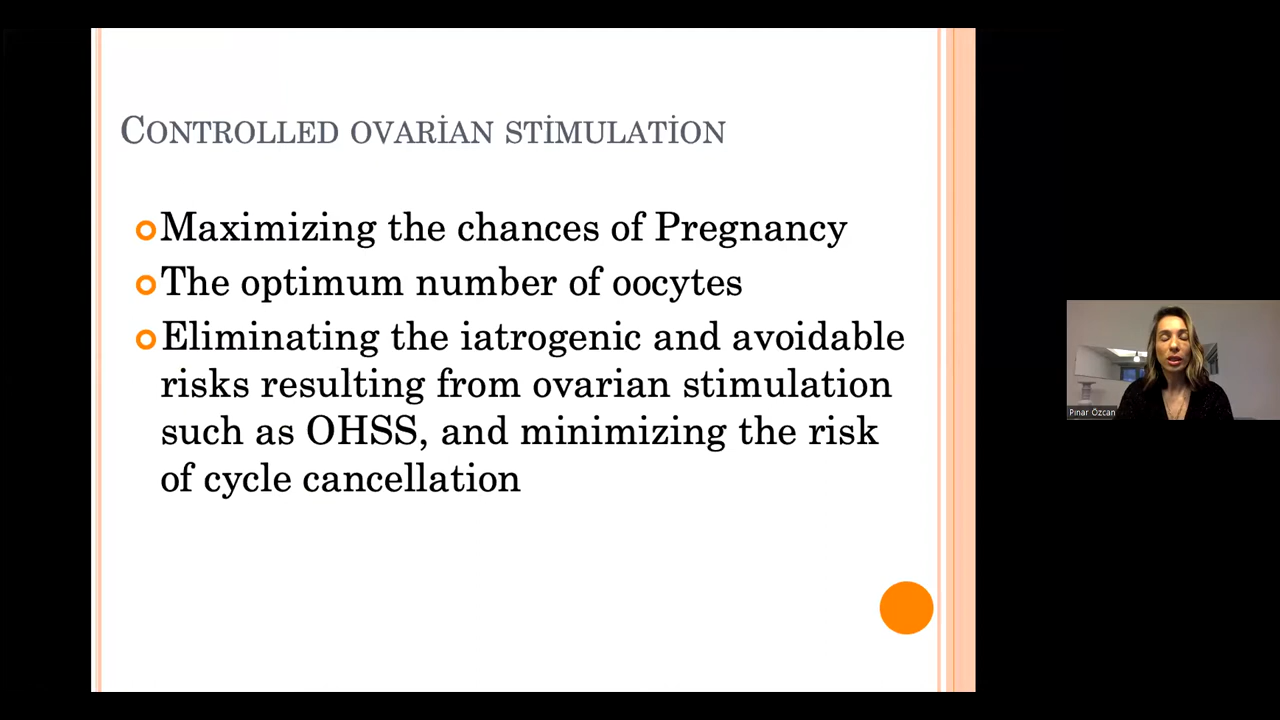 CONTROLLED OVARİAN STİMULATİON
Maximizing the chances of Pregnancy
The optimum number of oocytes
Eliminating the iatrogenic and avoidable
risks resulting from ovarian stimulation
such as OHSS, and minimizing the risk
of cycle cancellation
Pınar Özcan